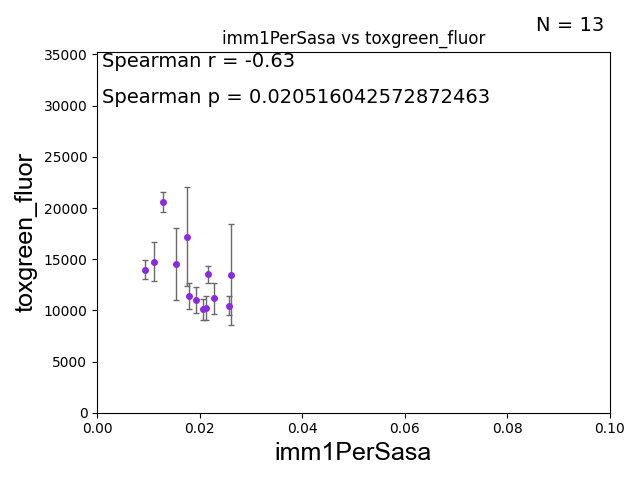 N = 13
imm1PerSasa vs toxgreen_fluor
Spearman r = -0.63
Spearman p = 0.020516042572872463
35000
30000
25000
20000
15000
10000
5000
0
toxgreen_fluor
0.00 0.02 0.04 0.06 0.08 0.10
imm1PerSasa